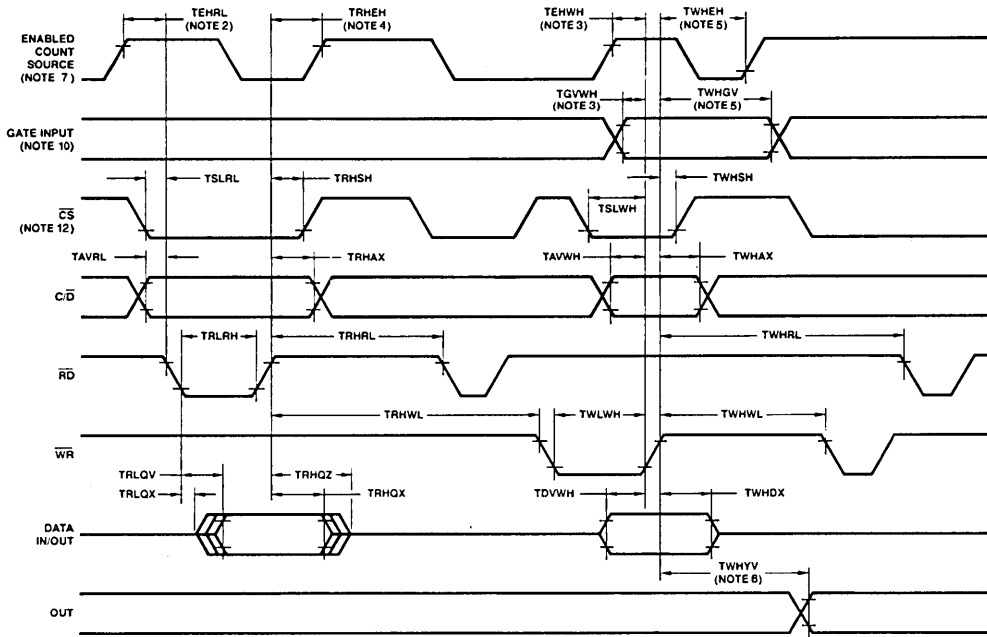 TEHRL
(NOTE 2)
TRHEH
(NOTE 4)
TEHWH
(NOTE 3)
TWHEH
(NOTE 5)
ENABLED
COUNT
SOURCE
(NOTE 7)
TGVWH
(NOTE 3)
TWHGV
(NOTE 5)
GATE INPUT
(NOTE 10)
TSLRL
TRHSH
TWHSH
TSLWH
CS
(NOTE 12)
TAVRL
TRHAX
TAVWH
TWHAX
C/D
TRLRH
TRHRL
TWHRL
RD
TRHWL
TWLWH
TWHWL
WR
TRLQV
TRHQZ
TRLQX
TRHQX
TDVWH
TWHDX
DATA
IN/OUT
TWHYV
(NOTE 6)
OUT